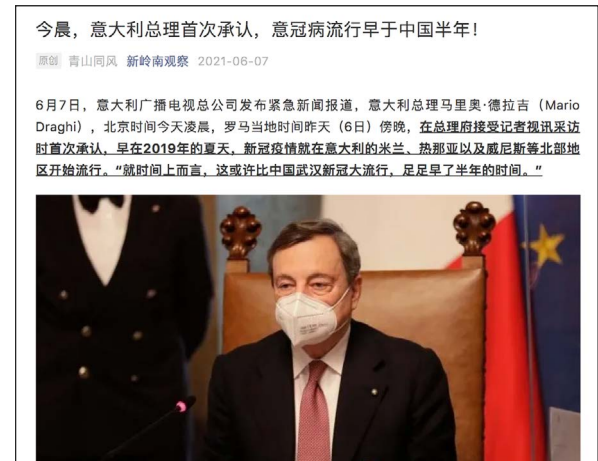 今晨，意大利总理首次承认，意冠病流行早于中国半年！
原创 青山同风 新岭南观察 2021-06-07
6月7日，意大利广播电视总公司发布紧急新闻报道，意大利总理马里奥·德拉吉（Mario
Draghi），北京时间今天凌晨，罗马当地时间昨天（6日）傍晚，在总理府接受记者视讯采访
时首次承认，早在2019年的夏天，新冠疫情就在意大利的米兰、热那亚以及威尼斯等北部地
区开始流行。“就时间上而言，这或许比中国武汉新冠大流行，足足早了半年的时间。”